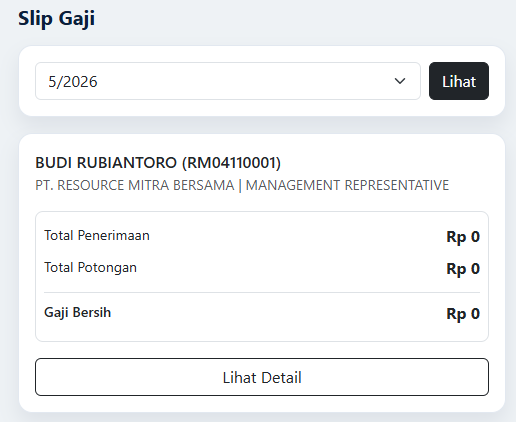 Slip Gaji
5/2026
Lihat
BUDI RUBIANTORO (RM04110001)
PT. RESOURCE MITRA BERSAMA | MANAGEMENT REPRESENTATIVE
Total Penerimaan Rp 0
Total Potongan Rp 0
Gaji Bersih Rp 0
Lihat Detail